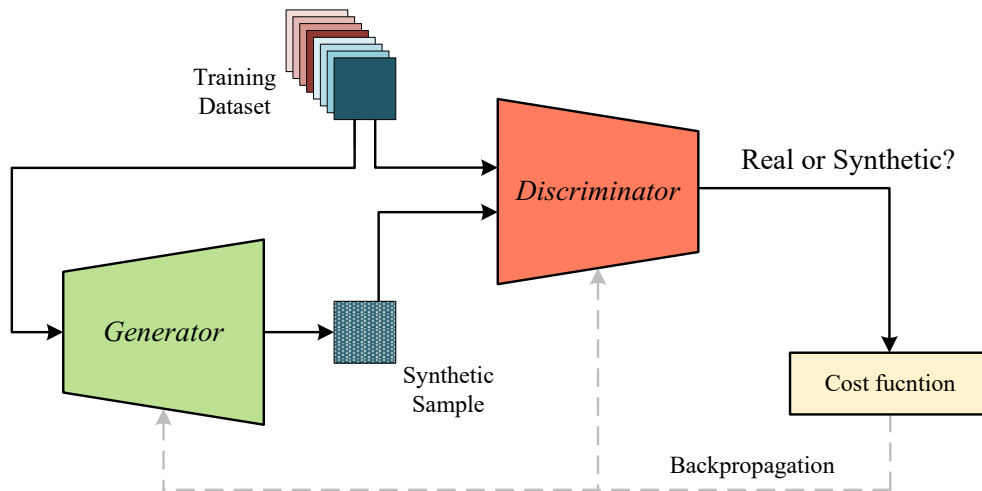 Training
Dataset
Real or Synthetic?
Discriminator
Generator
Synthetic
Sample
Cost fucntion
Backpropagation